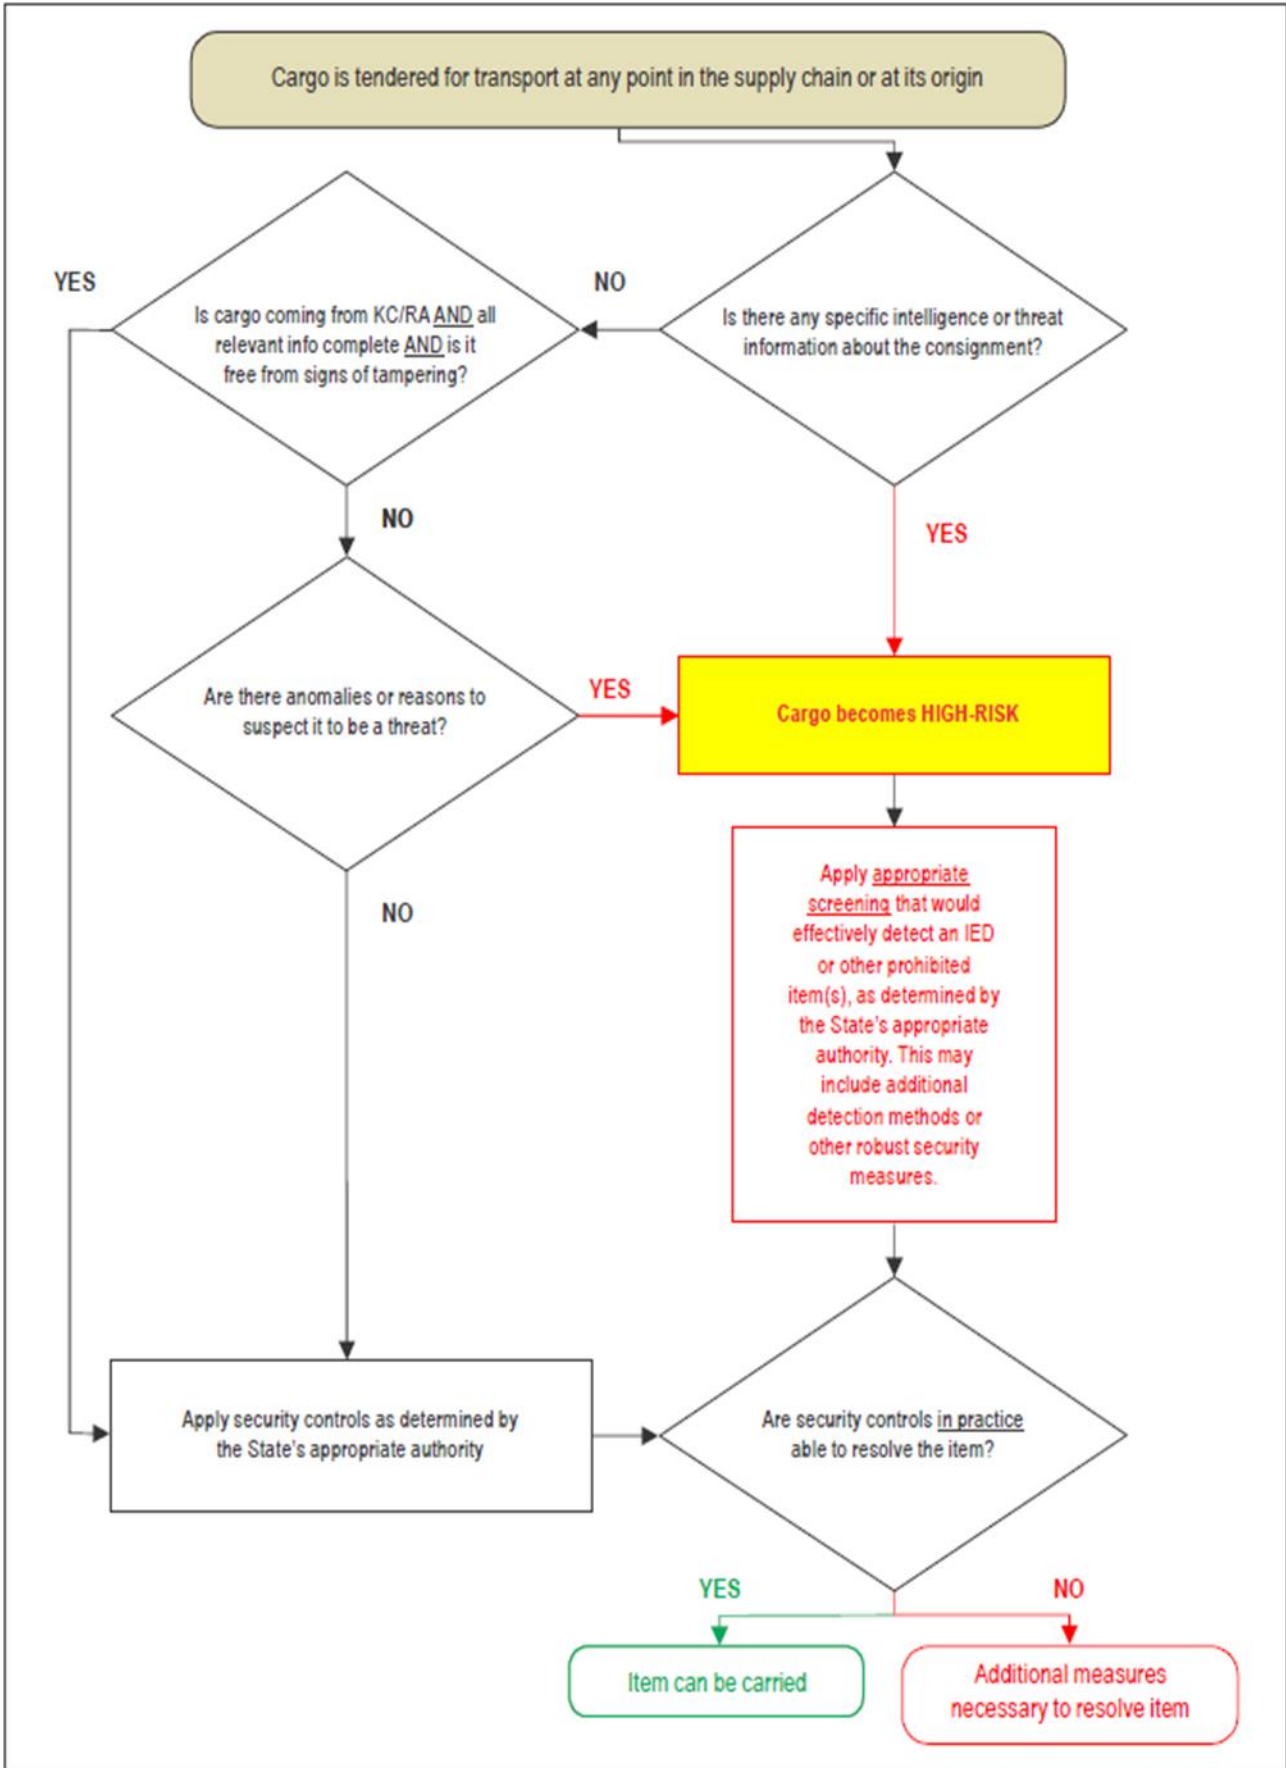 Cargo is tendered for transport at any point in the supply chain or at its origin
YES
NO
Is cargo coming from KC/RA AND all
relevant info complete AND is it
free from signs of tampering?
Is there any specific intelligence or threat
information about the consignment?
NO
YES
Are there anomalies or reasons to
suspect it to be a threat?
YES
Cargo becomes HIGH-RISK
NO
Apply appropriate
screening that would
effectively detect an IED
or other prohibited
item(s), as determined by
the State's appropriate
authority. This may
include additional
detection methods or
other robust security
measures.
Apply security controls as determined by
the State's appropriate authority
Are security controls in practice
able to resolve the item?
YES
NO
Item can be carried
Additional measures
necessary to resolve item